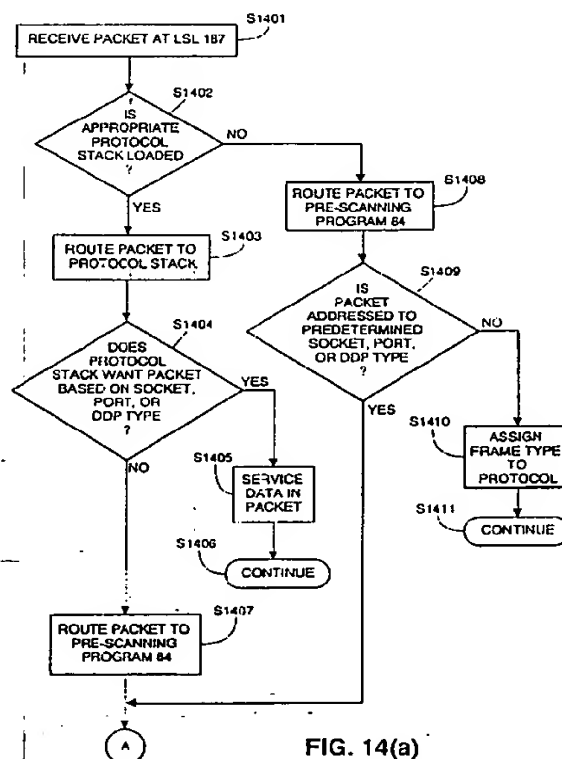 S1401
RECEIVE PACKET AT LSL 187
S1402
IS
APPROPRIATE
PROTOCOL
STACK LOADED
?
NO
YES
S1408
ROUTE PACKET TO
PRE-SCANNING
PROGRAM 84
S1403
ROUTE PACKET TO
PROTOCOL STACK
S1409
IS
PACKET
ADDRESSED TO
PREDETERMINED
SOCKET, PORT,
OR DDP TYPE
?
NO
YES
S1404
DOES
PROTOCOL
STACK WANT PACKET
BASED ON SOCKET,
PORT, OR
DDP TYPE
?
YES
NO
S1410
ASSIGN
FRAME TYPE
TO
PROTOCOL
S1405
SERVICE
DATA IN
PACKET
S1411
CONTINUE
S1406
CONTINUE
S1407
ROUTE PACKET TO
PRE-SCANNING
PROGRAM 84
A
FIG. 14(a)